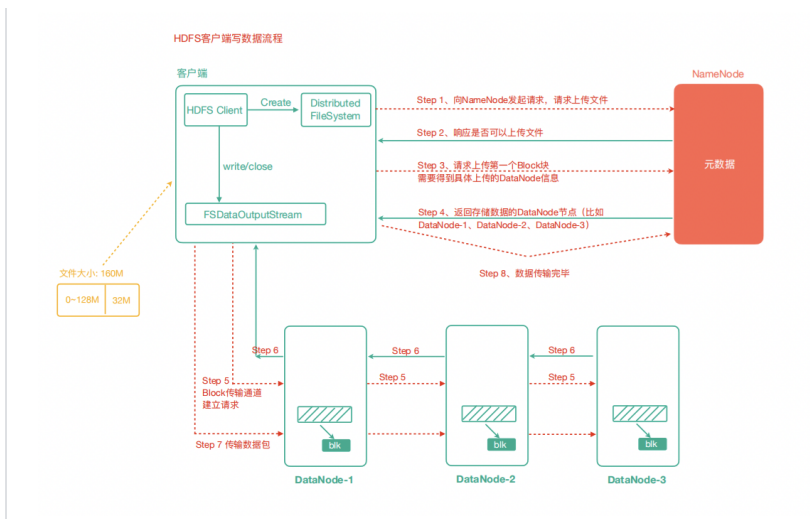 HDFS客户端写数据流程
客户端
NameNode
HDFS Client
Create
Distributed
FileSystem
Step 1、向NameNode发起请求，请求上传文件
Step 2、响应是否可以上传文件
write/close
Step 3、请求上传第一个Block块
需要得到具体上传的DataNode信息
元数据
FSDataOutputStream
Step 4、返回存储数据的DataNode节点（比如
DataNode-1、DataNode-2、DataNode-3）
Step 8、数据传输完毕
文件大小: 160M
0~128M
32M
Step 6
Step 6
Step 6
Step 5
Block传输通道
建立请求
Step 5
Step 5
Step 7 传输数据包
blk
blk
blk
DataNode-1
DataNode-2
DataNode-3